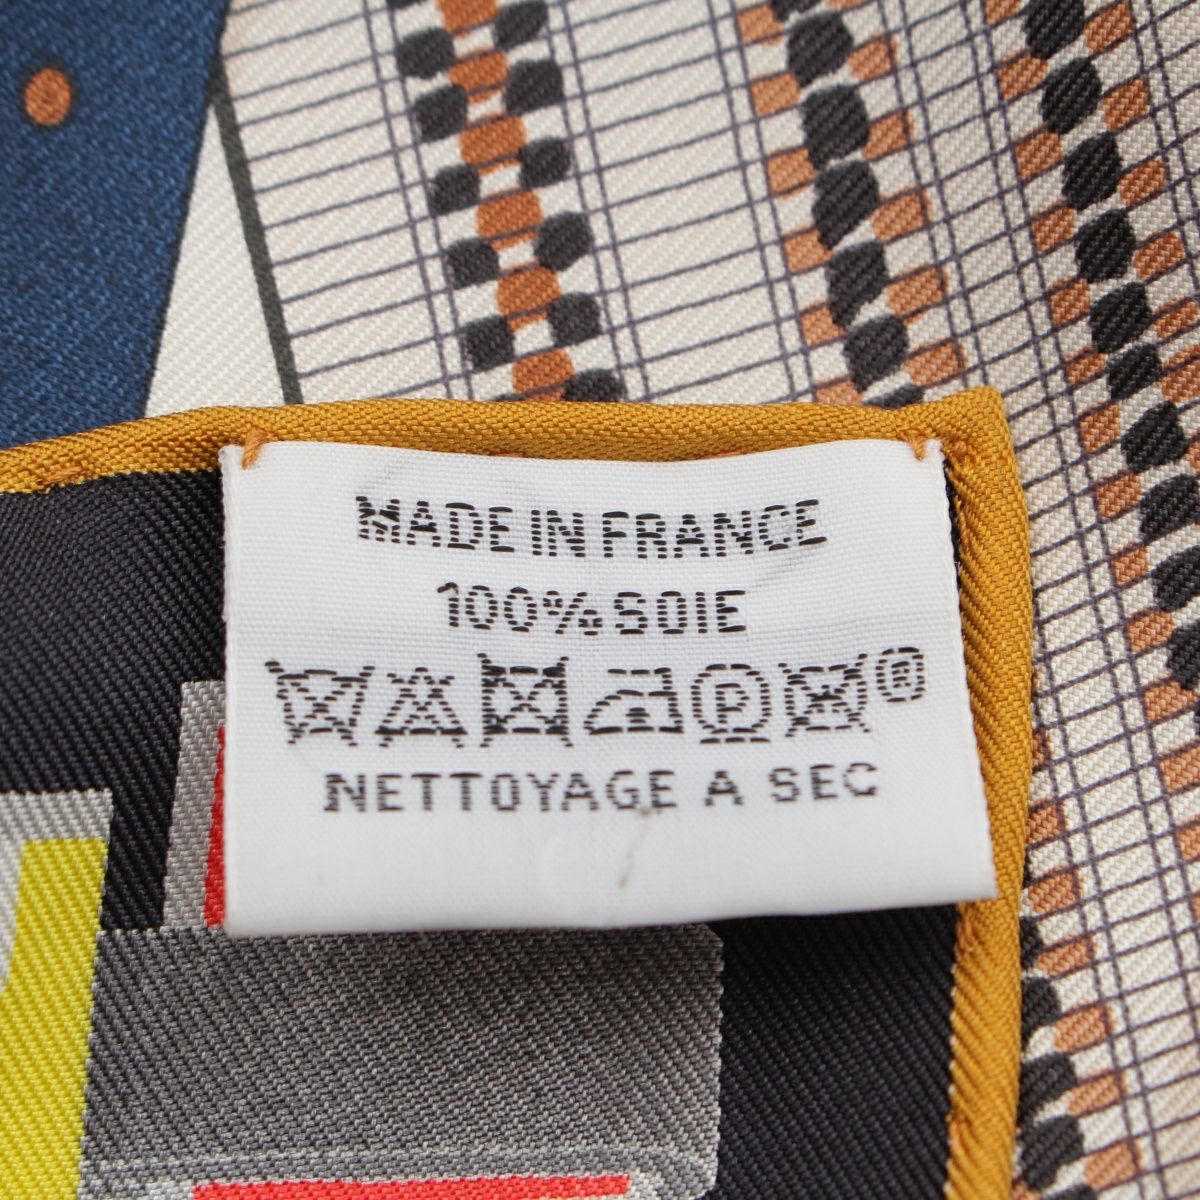 MADE IN FRANCE
100% SOIE
P ®
NETTOYAGE A SEC